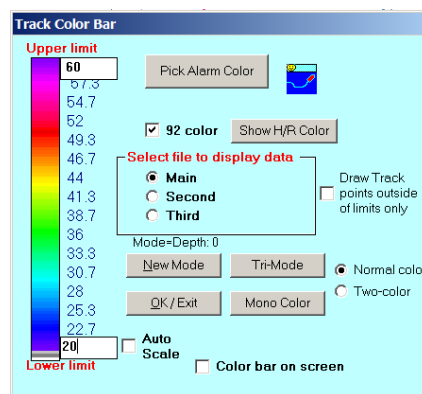 Track Color Bar
Upper limit
60
57.3
54.7
52
49.3
46.7
44
41.3
38.7
36
33.3
30.7
28
25.3
22.7
20
Lower limit
Pick Alarm Color
92 color
Show H/R Color
Select file to display data
Main
Second
Third
Draw Track
points outside
of limits only
Mode=Depth: 0
New Mode
Tri-Mode
Normal colo
OK / Exit
Mono Color
Two-color
Auto
Scale
Color bar on screen